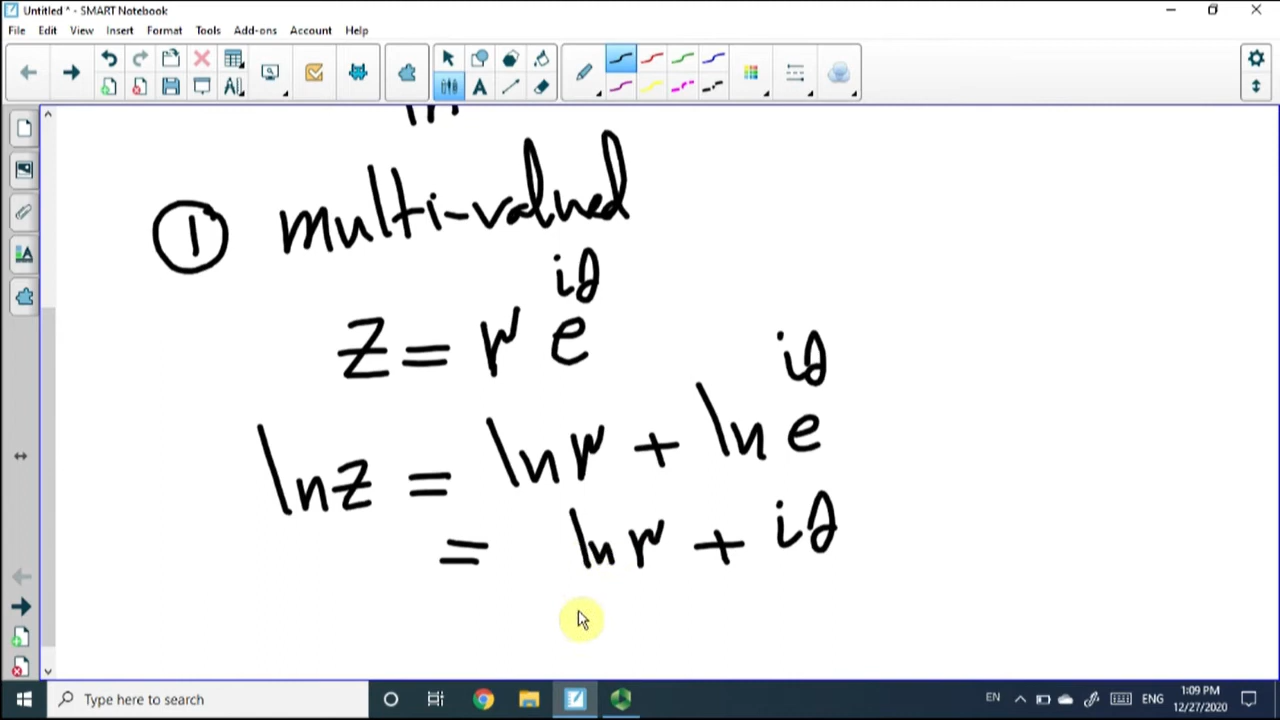 Untitled * - SMART Notebook
File Edit View Insert Format Tools Add-ons Account Help
ln
① multi-valued
z = r e^{iθ}
ln z = ln r + ln e^{iθ}
= ln r + iθ
Type here to search
EN
ENG
1:09 PM
12/27/2020